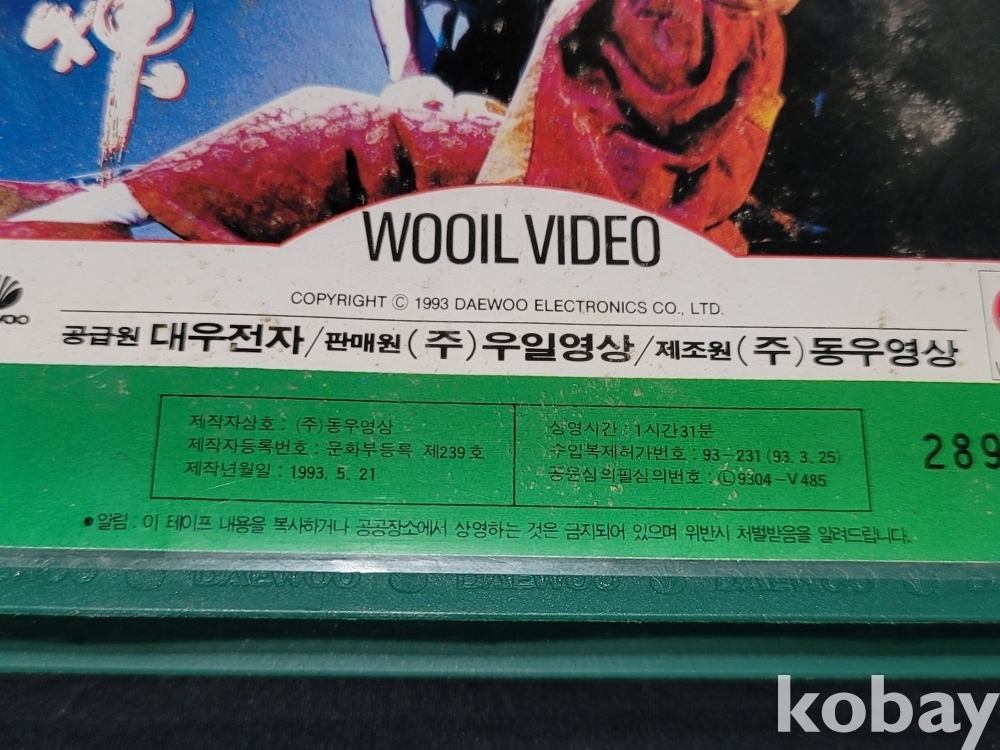 WOOIL VIDEO
COPYRIGHT Ⓒ 1993 DAEWOO ELECTRONICS CO., LTD.
공급원 대우전자/판매원(주)우일영상/제조원(주)동우영상
제작자상호 : (주)동우영상
제작자등록번호 : 문화부등록 제239호
제작년월일 : 1993. 5. 21
상영시간 : 1시간31분
수입복제허가번호 : 93-231 (93. 3. 25)
공윤심의필심의번호 : Ⓛ9304-V485
289
● 알림 : 이 테이프 내용을 복사하거나 공공장소에서 상영하는 것은 금지되어 있으며 위반시 처벌받음을 알려드립니다.
DAEWOO DAEWOO DAEWOO
kobay